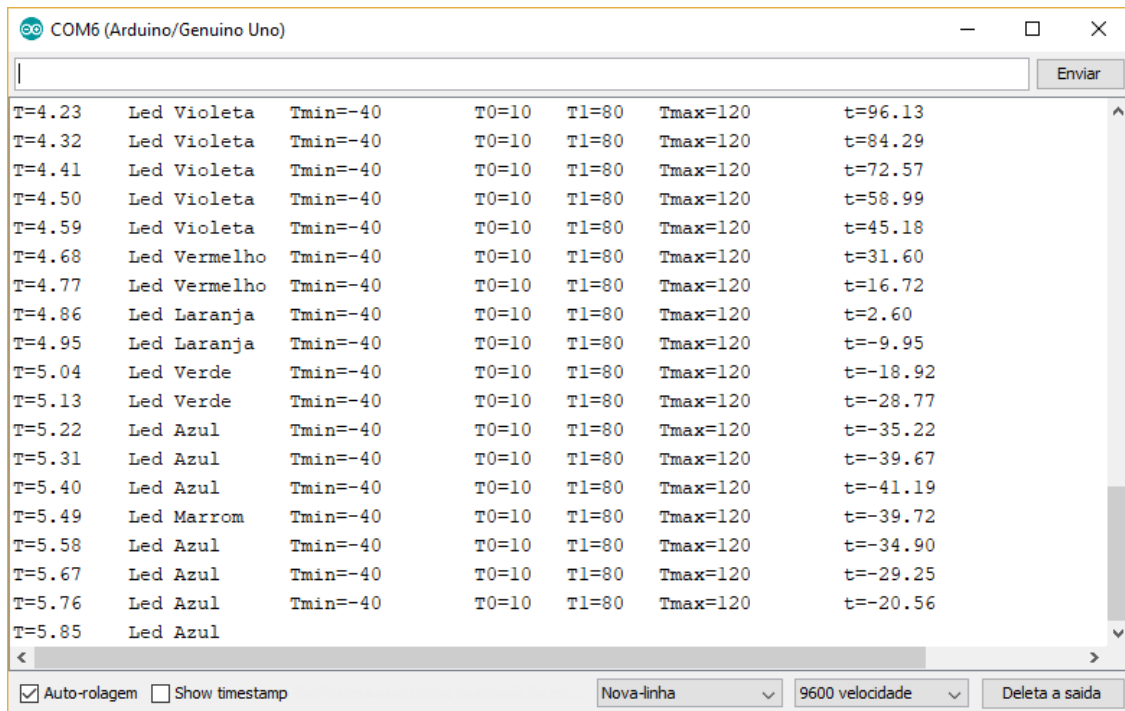 COM6 (Arduino/Genuino Uno)
Enviar
T=4.23 Led Violeta Tmin=-40 T0=10 T1=80 Tmax=120 t=96.13
T=4.32 Led Violeta Tmin=-40 T0=10 T1=80 Tmax=120 t=84.29
T=4.41 Led Violeta Tmin=-40 T0=10 T1=80 Tmax=120 t=72.57
T=4.50 Led Violeta Tmin=-40 T0=10 T1=80 Tmax=120 t=58.99
T=4.59 Led Violeta Tmin=-40 T0=10 T1=80 Tmax=120 t=45.18
T=4.68 Led Vermelho Tmin=-40 T0=10 T1=80 Tmax=120 t=31.60
T=4.77 Led Vermelho Tmin=-40 T0=10 T1=80 Tmax=120 t=16.72
T=4.86 Led Laranja Tmin=-40 T0=10 T1=80 Tmax=120 t=2.60
T=4.95 Led Laranja Tmin=-40 T0=10 T1=80 Tmax=120 t=-9.95
T=5.04 Led Verde Tmin=-40 T0=10 T1=80 Tmax=120 t=-18.92
T=5.13 Led Verde Tmin=-40 T0=10 T1=80 Tmax=120 t=-28.77
T=5.22 Led Azul Tmin=-40 T0=10 T1=80 Tmax=120 t=-35.22
T=5.31 Led Azul Tmin=-40 T0=10 T1=80 Tmax=120 t=-39.67
T=5.40 Led Azul Tmin=-40 T0=10 T1=80 Tmax=120 t=-41.19
T=5.49 Led Marrom Tmin=-40 T0=10 T1=80 Tmax=120 t=-39.72
T=5.58 Led Azul Tmin=-40 T0=10 T1=80 Tmax=120 t=-34.90
T=5.67 Led Azul Tmin=-40 T0=10 T1=80 Tmax=120 t=-29.25
T=5.76 Led Azul Tmin=-40 T0=10 T1=80 Tmax=120 t=-20.56
T=5.85 Led Azul
Auto-rolagem Show timestamp Nova-linha 9600 velocidade Deleta a saida